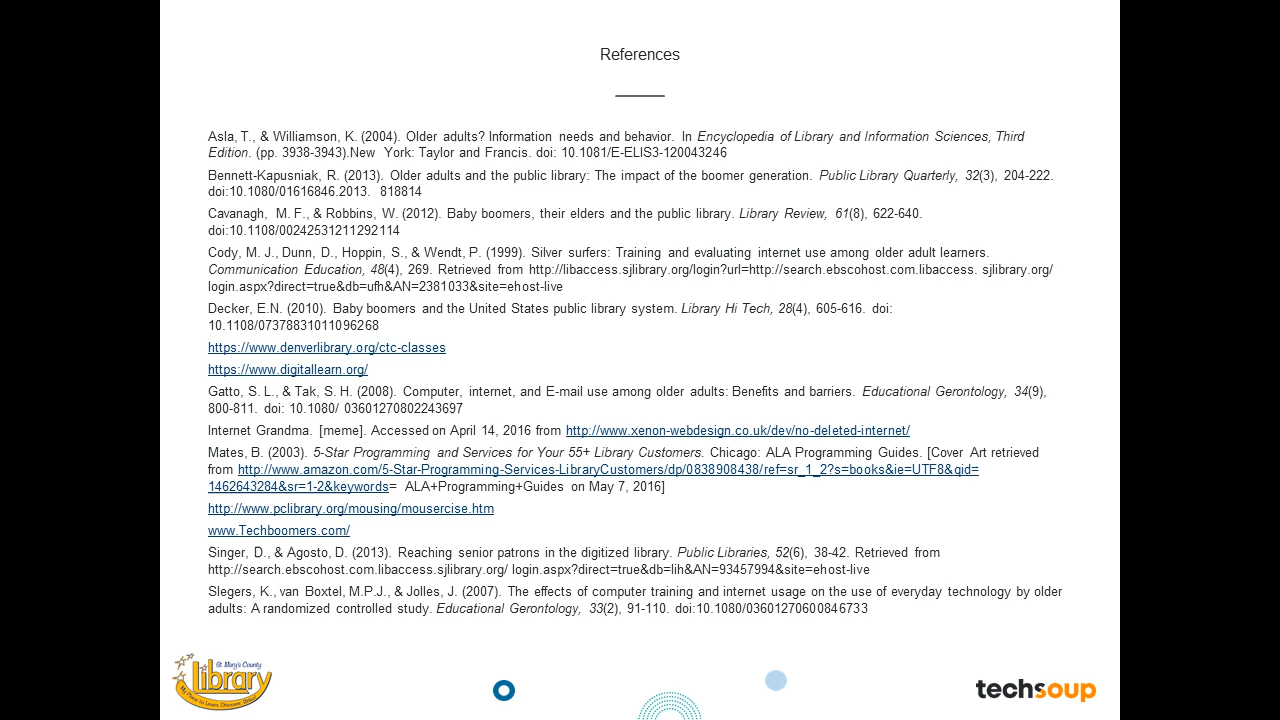 References
Asla, T., & Williamson, K. (2004). Older adults? Information needs and behavior. In Encyclopedia of Library and Information Sciences, Third
Edition. (pp. 3938-3943).New York: Taylor and Francis. doi: 10.1081/E-ELIS3-120043246
Bennett-Kapusniak, R. (2013). Older adults and the public library: The impact of the boomer generation. Public Library Quarterly, 32(3), 204-222.
doi:10.1080/01616846.2013. 818814
Cavanagh, M. F., & Robbins, W. (2012). Baby boomers, their elders and the public library. Library Review, 61(8), 622-640.
doi:10.1108/00242531211292114
Cody, M. J., Dunn, D., Hoppin, S., & Wendt, P. (1999). Silver surfers: Training and evaluating internet use among older adult learners.
Communication Education, 48(4), 269. Retrieved from http://libaccess.sjlibrary.org/login?url=http://search.ebscohost.com.libaccess. sjlibrary.org/
login.aspx?direct=true&db=ufh&AN=2381033&site=ehost-live
Decker, E.N. (2010). Baby boomers and the United States public library system. Library Hi Tech, 28(4), 605-616. doi:
10.1108/07378831011096268
https://www.denverlibrary.org/ctc-classes
https://www.digitallearn.org/
Gatto, S. L., & Tak, S. H. (2008). Computer, internet, and E-mail use among older adults: Benefits and barriers. Educational Gerontology, 34(9),
800-811. doi: 10.1080/ 03601270802243697
Internet Grandma. [meme]. Accessed on April 14, 2016 from http://www.xenon-webdesign.co.uk/dev/no-deleted-internet/
Mates, B. (2003). 5-Star Programming and Services for Your 55+ Library Customers. Chicago: ALA Programming Guides. [Cover Art retrieved
from http://www.amazon.com/5-Star-Programming-Services-LibraryCustomers/dp/0838908438/ref=sr_1_2?s=books&ie=UTF8&qid=
1462643284&sr=1-2&keywords= ALA+Programming+Guides on May 7, 2016]
http://www.pclibrary.org/mousing/mousercise.htm
www.Techboomers.com/
Singer, D., & Agosto, D. (2013). Reaching senior patrons in the digitized library. Public Libraries, 52(6), 38-42. Retrieved from
http://search.ebscohost.com.libaccess.sjlibrary.org/ login.aspx?direct=true&db=lih&AN=93457994&site=ehost-live
Slegers, K., van Boxtel, M.P.J., & Jolles, J. (2007). The effects of computer training and internet usage on the use of everyday technology by older
adults: A randomized controlled study. Educational Gerontology, 33(2), 91-110. doi:10.1080/03601270600846733
St. Mary's County
Library
My Place to Learn, Discover,
techsoup